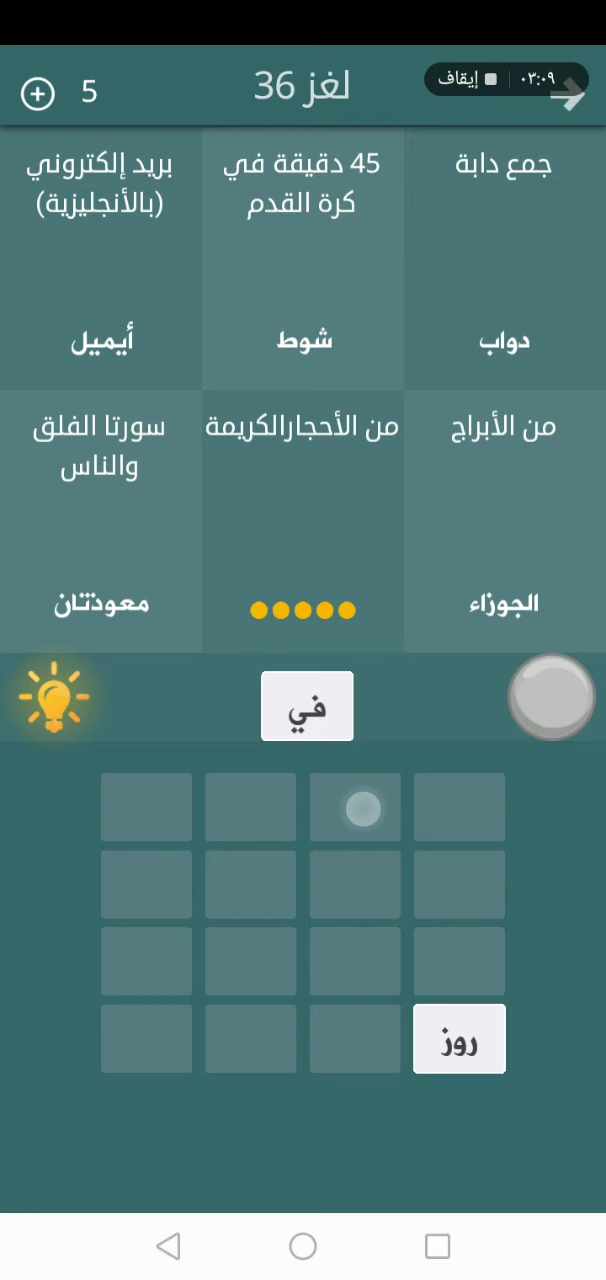 إيقاف ٠٣:٠٩
لغز 36
5
جمع دابة
دواب
45 دقيقة في
كرة القدم
شوط
بريد إلكتروني
(بالأنجليزية)
أيميل
من الأبراج
الجوزاء
من الأحجارالكريمة
سورتا الفلق
والناس
معوذتان
في
روز